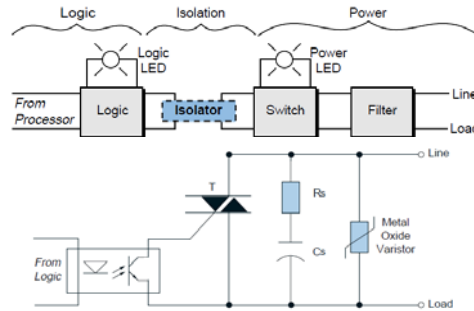 Logic Isolation Power
Logic
LED
Power
LED
From
Processor
Logic
Isolator
Switch
Filter
Line
Load
Line
T
Rs
Cs
Metal
Oxide
Varistor
From
Logic
Load